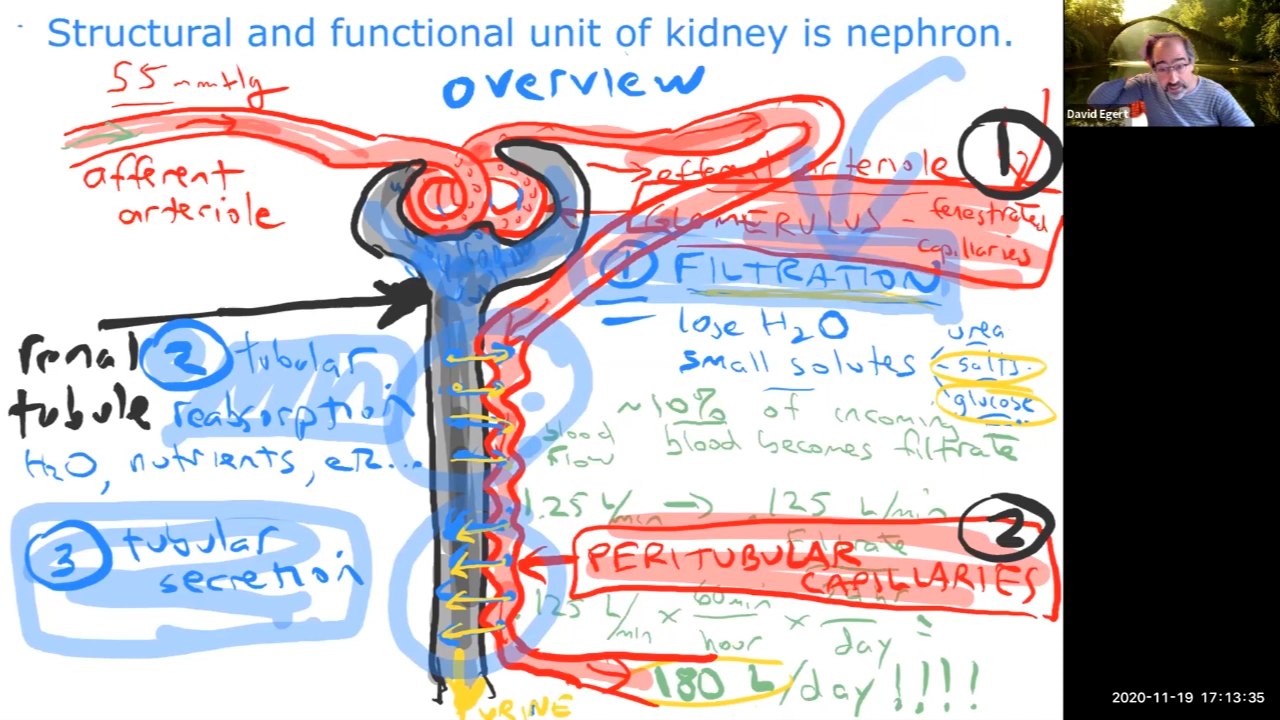 Structural and functional unit of kidney is nephron.
overview
55 mmHg
David Egert
afferent
arteriole
efferent arteriole
1
GLOMERULUS - fenestrated
capillaries
① FILTRATION
lose H₂O
small solutes
urea
- salts.
glucose
renal
tubule
② tubular
reabsorption
H₂O, nutrients, etc...
~10% of incoming
blood becomes filtrate
blood
flow
1.25 L/min → .125 L/min
filtrate
③ tubular
secretion
2
PERITUBULAR
CAPILLARIES
.125 L/min × 60 min/hour × /day =
180 L/day !!!!
URINE
2020-11-19 17:13:35